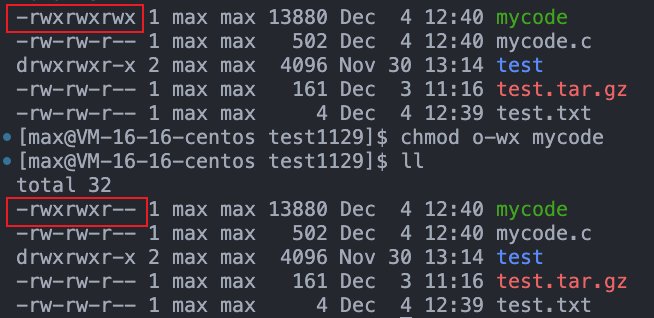 -rwxrwxrwx 1 max max 13880 Dec  4 12:40 mycode
-rw-rw-r-- 1 max max   502 Dec  4 12:40 mycode.c
drwxrwxr-x 2 max max  4096 Nov 30 13:14 test
-rw-rw-r-- 1 max max   161 Dec  3 11:16 test.tar.gz
-rw-rw-r-- 1 max max     4 Dec  4 12:39 test.txt
[max@VM-16-16-centos test1129]$ chmod o-wx mycode
[max@VM-16-16-centos test1129]$ ll
total 32
-rwxrwxr-- 1 max max 13880 Dec  4 12:40 mycode
-rw-rw-r-- 1 max max   502 Dec  4 12:40 mycode.c
drwxrwxr-x 2 max max  4096 Nov 30 13:14 test
-rw-rw-r-- 1 max max   161 Dec  3 11:16 test.tar.gz
-rw-rw-r-- 1 max max     4 Dec  4 12:39 test.txt